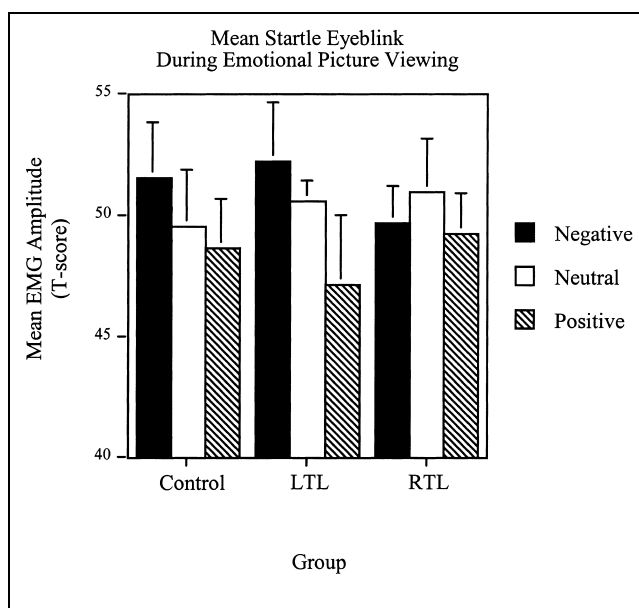 Mean Startle Eyeblink
During Emotional Picture Viewing
Mean EMG Amplitude
(T-score)
55
50
45
40
Control LTL RTL
Group
Negative
Neutral
Positive